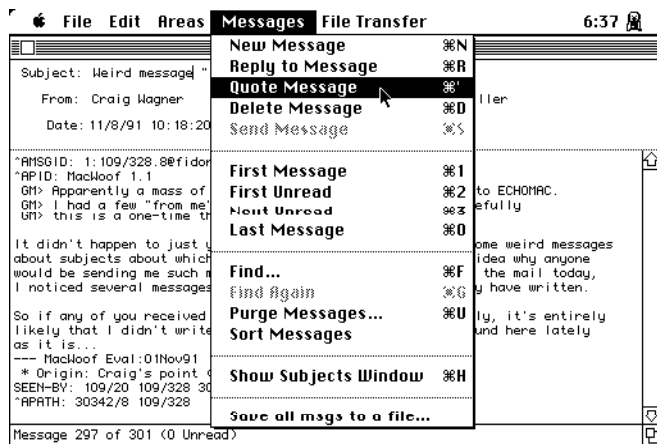 File Edit Areas Messages File Transfer 6:37
New Message ⌘N
Subject: Weird message "
Reply to Message ⌘R
Quote Message ⌘'
From: Craig Wagner ller
Delete Message ⌘D
Date: 11/8/91 10:18:20
Send Message ⌘S
^AMSGID: 1:109/328.8@fidon
First Message ⌘1
^APID: MacWoof 1.1
GM> Apparently a mass of First Unread ⌘2 to ECHOMAC.
GM> I had a few "from me" Next Unread ⌘3 efully
GM> this is a one-time th Last Message ⌘0
It didn't happen to just y ome weird messages
about subjects about which Find... ⌘F idea why anyone
would be sending me such m Find Again ⌘G the mail today,
I noticed several messages y have written.
Purge Messages... ⌘U
So if any of you received ly, it's entirely
likely that I didn't write Sort Messages und here lately
as it is...
--- MacWoof Eval:01Nov91
* Origin: Craig's point Show Subjects Window ⌘H
SEEN-BY: 109/20 109/328 30
^APATH: 30342/8 109/328
Save all msgs to a file...
Message 297 of 301 (0 Unread)